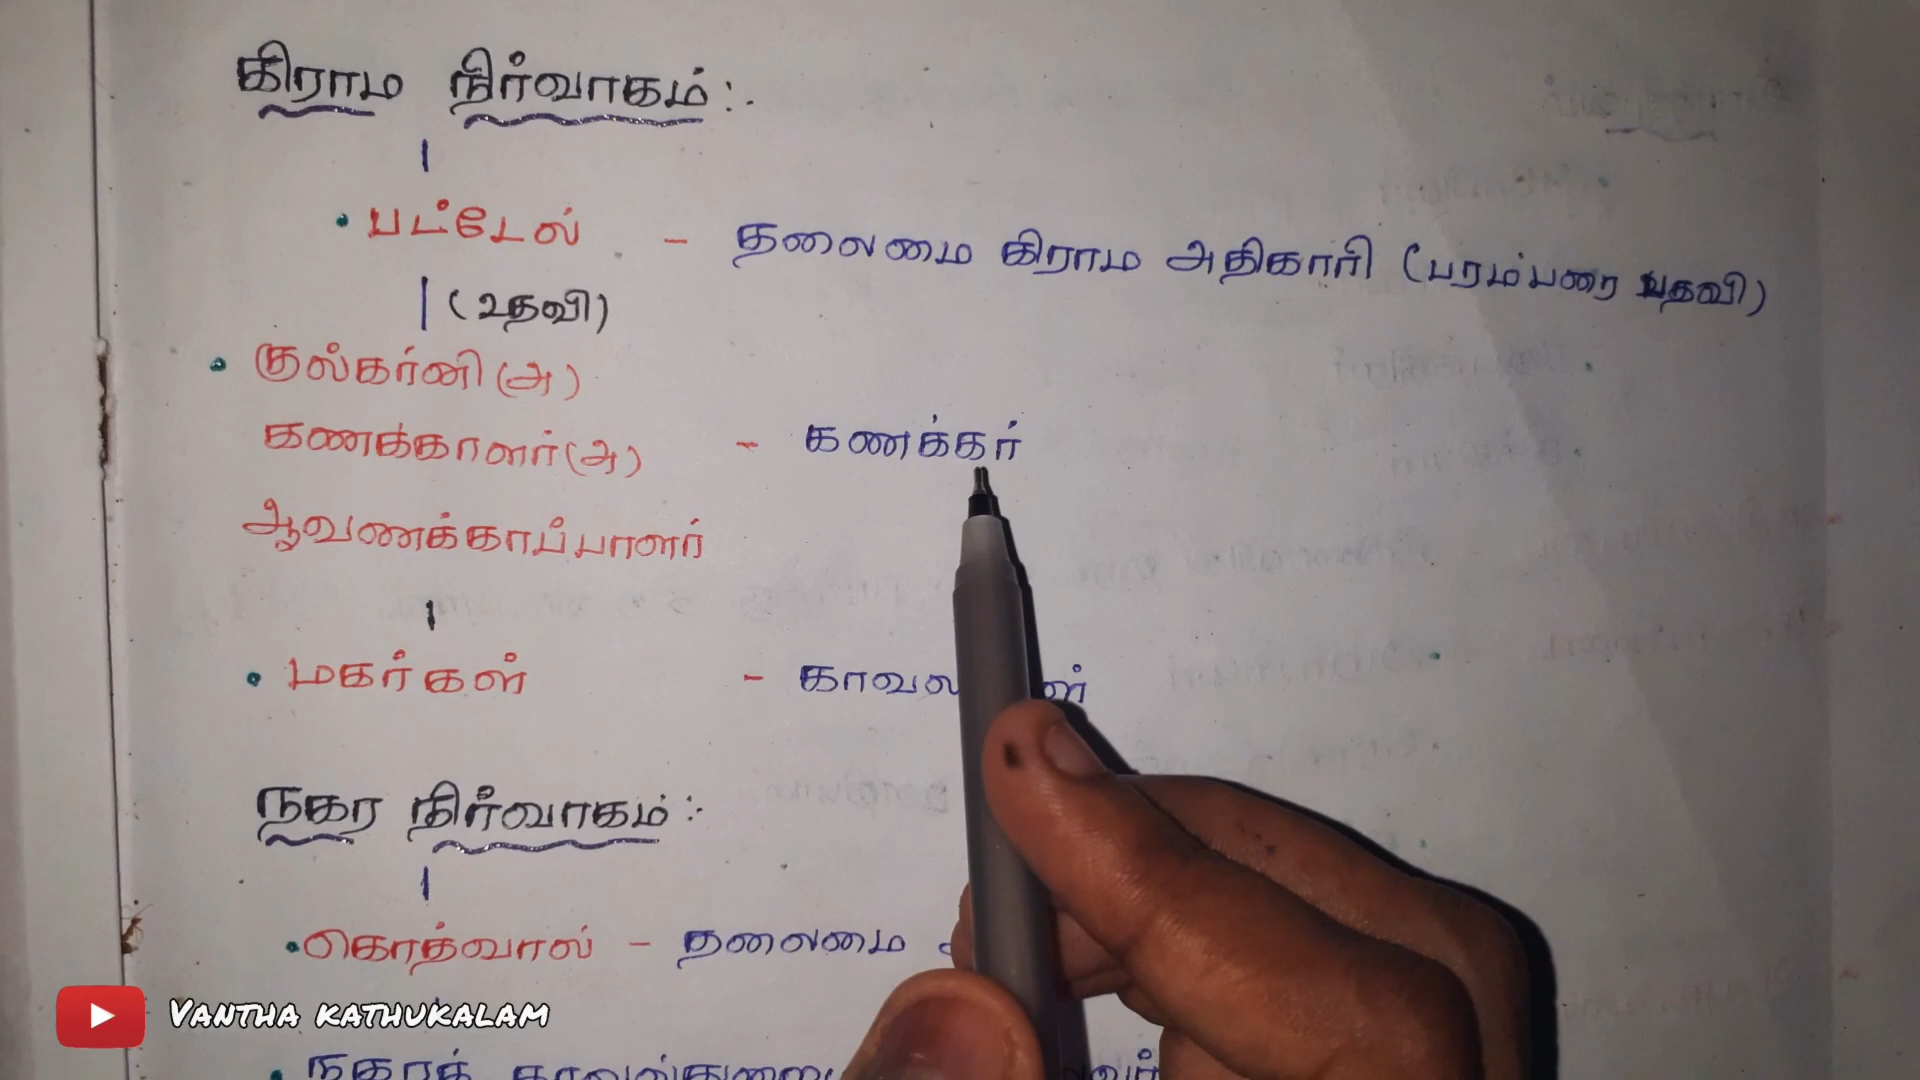 கிராம நிர்வாகம் :-
• பட்டேல் - தலைமை கிராம அதிகாரி (பரம்பரை பதவி)
(உதவி)
• குல்கர்னி (அ)
கணக்காளர் (அ) - கணக்கர்
ஆவணக்காப்பாளர்
• மகர்கள் - காவல
நகர நிர்வாகம் :-
• கொத்வால் - தலைமை
VANTHA KATHUKALAM
• நகரக்